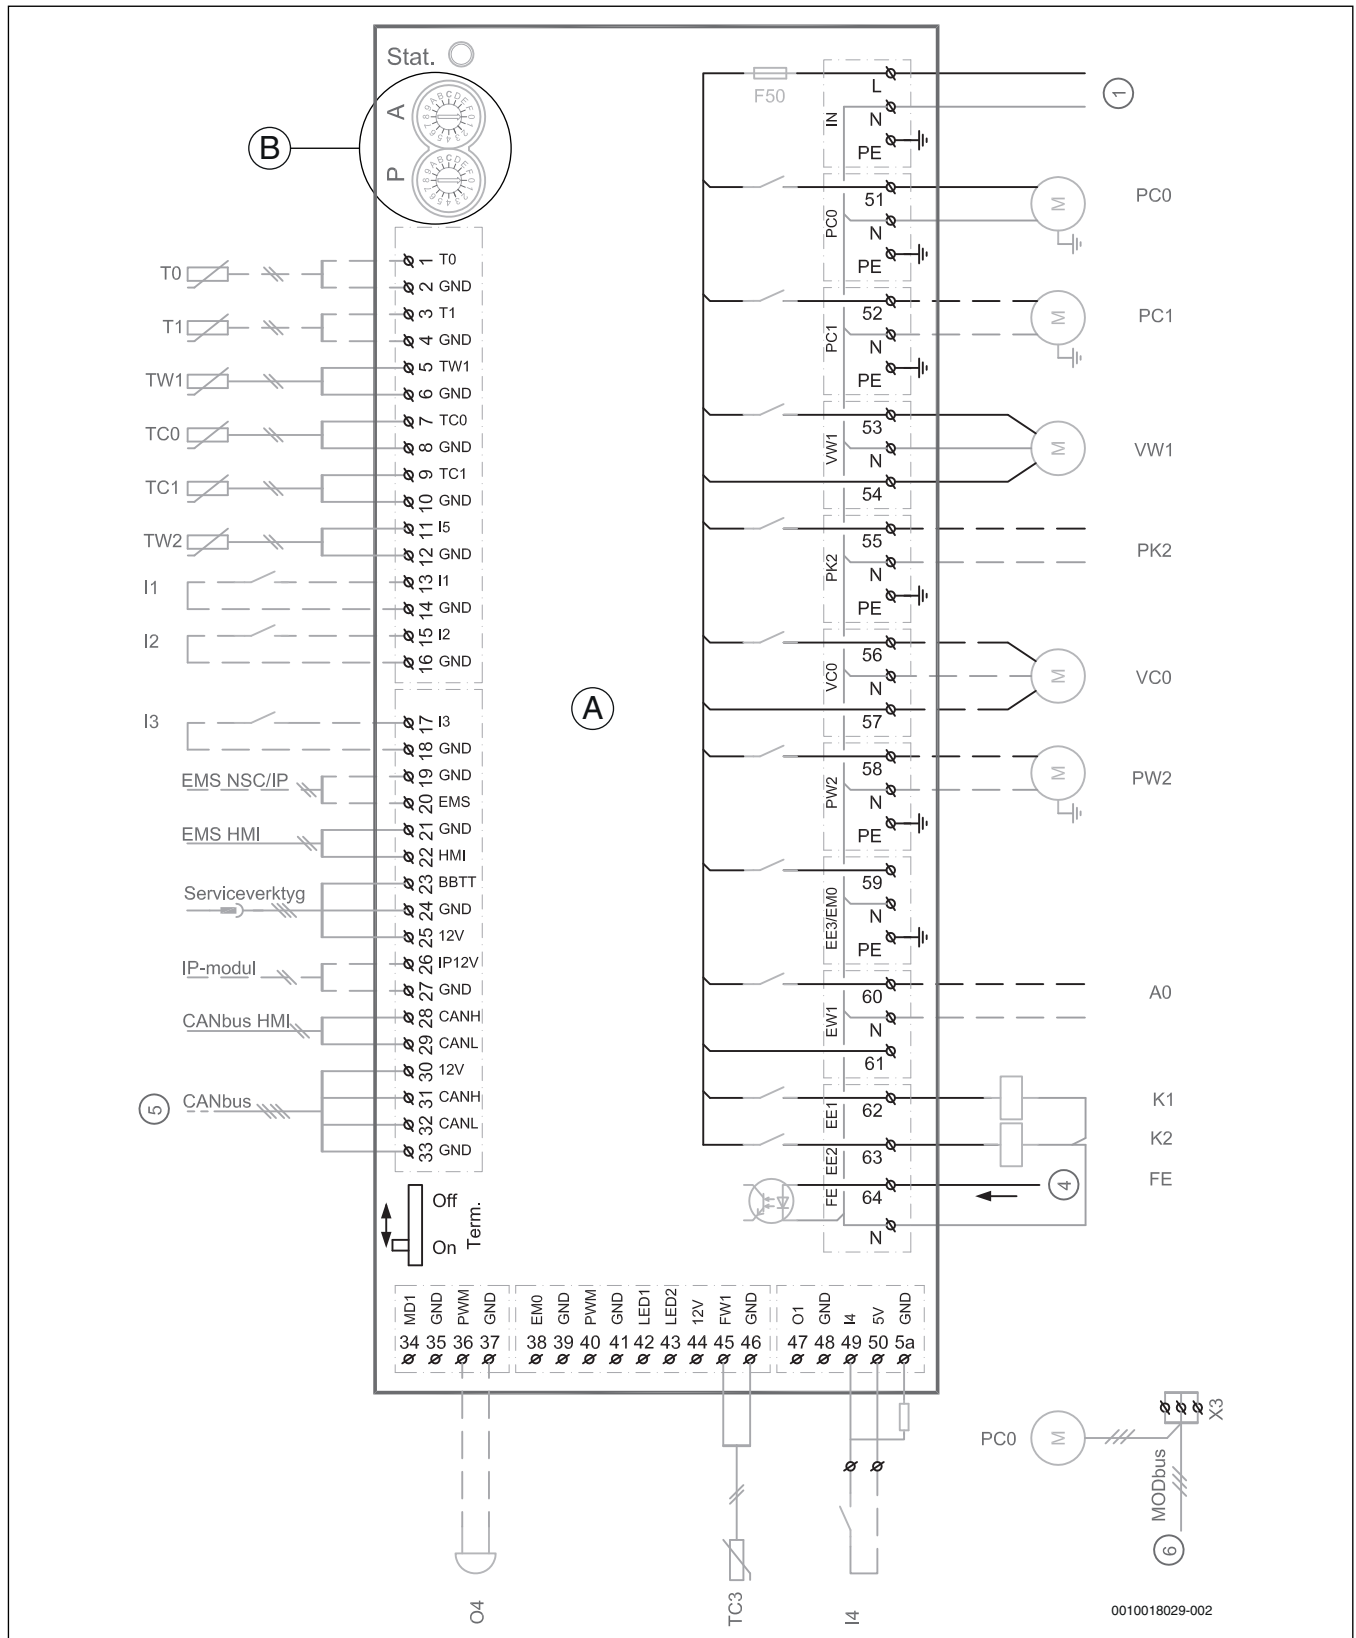 Stat.
A
P
B
A
F50
L
N
PE
IN
1
51
N
PE
PC0
PC0
52
N
PE
PC1
PC1
53
N
54
VW1
VW1
55
N
PE
PK2
PK2
56
N
57
VC0
VC0
58
N
PE
PW2
PW2
59
N
PE
EE3/EM0
60
N
61
EW1
A0
EE1
62
K1
EE2
63
K2
FE
64
N
4
FE
T0
1 T0
2 GND
T1
3 T1
4 GND
TW1
5 TW1
6 GND
TC0
7 TC0
8 GND
TC1
9 TC1
10 GND
TW2
11 I5
12 GND
I1
13 I1
14 GND
I2
15 I2
16 GND
I3
17 I3
18 GND
EMS NSC/IP
19 GND
20 EMS
EMS HMI
21 GND
22 HMI
Serviceverktyg
23 BBTT
24 GND
25 12V
IP-modul
26 IP12V
27 GND
CANbus HMI
28 CANH
29 CANL
5 CANbus
30 12V
31 CANH
32 CANL
33 GND
Off
On
Term.
MD1 GND PWM GND
34 35 36 37
EM0 GND PWM GND LED1 LED2 12V FW1 GND
38 39 40 41 42 43 44 45 46
O1 GND I4 5V GND
47 48 49 50 5a
O4
TC3
I4
PC0
M
M
M
M
M
M
X3
MODbus
6
0010018029-002